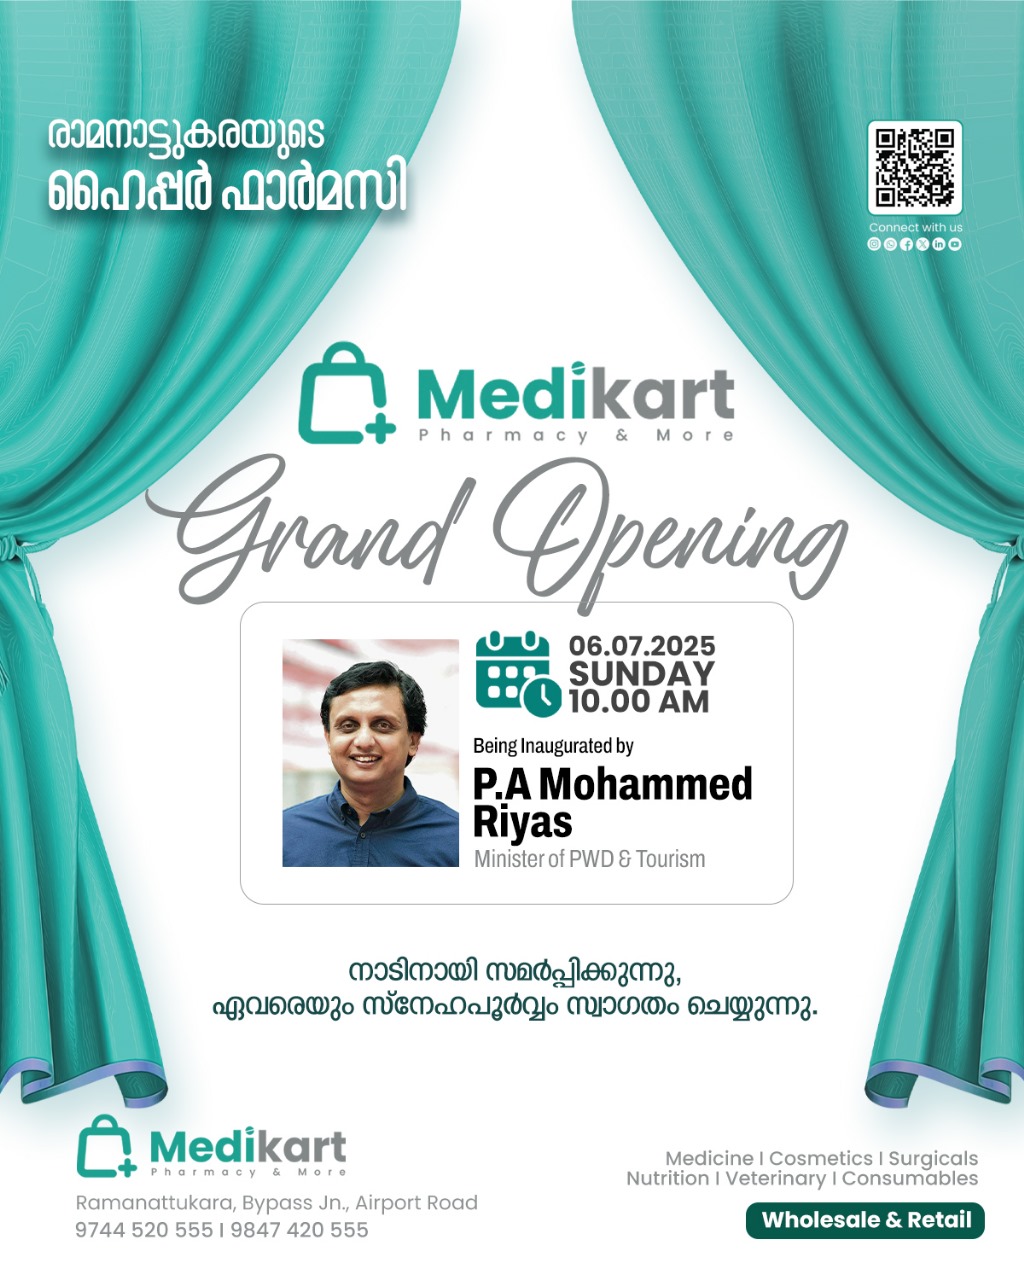 രാമനാട്ടുകരയുടെ
ഹൈപ്പർ ഫാർമസി
Connect with us
Medikart
Pharmacy & More
Grand Opening
06.07.2025
SUNDAY
10.00 AM
Being Inaugurated by
P.A Mohammed
Riyas
Minister of PWD & Tourism
നാടിനായി സമർപ്പിക്കുന്നു,
ഏവരെയും സ്നേഹപൂർവ്വം സ്വാഗതം ചെയ്യുന്നു.
Medikart
Pharmacy & More
Ramanattukara, Bypass Jn., Airport Road
9744 520 555 | 9847 420 555
Medicine | Cosmetics | Surgicals
Nutrition | Veterinary | Consumables
Wholesale & Retail